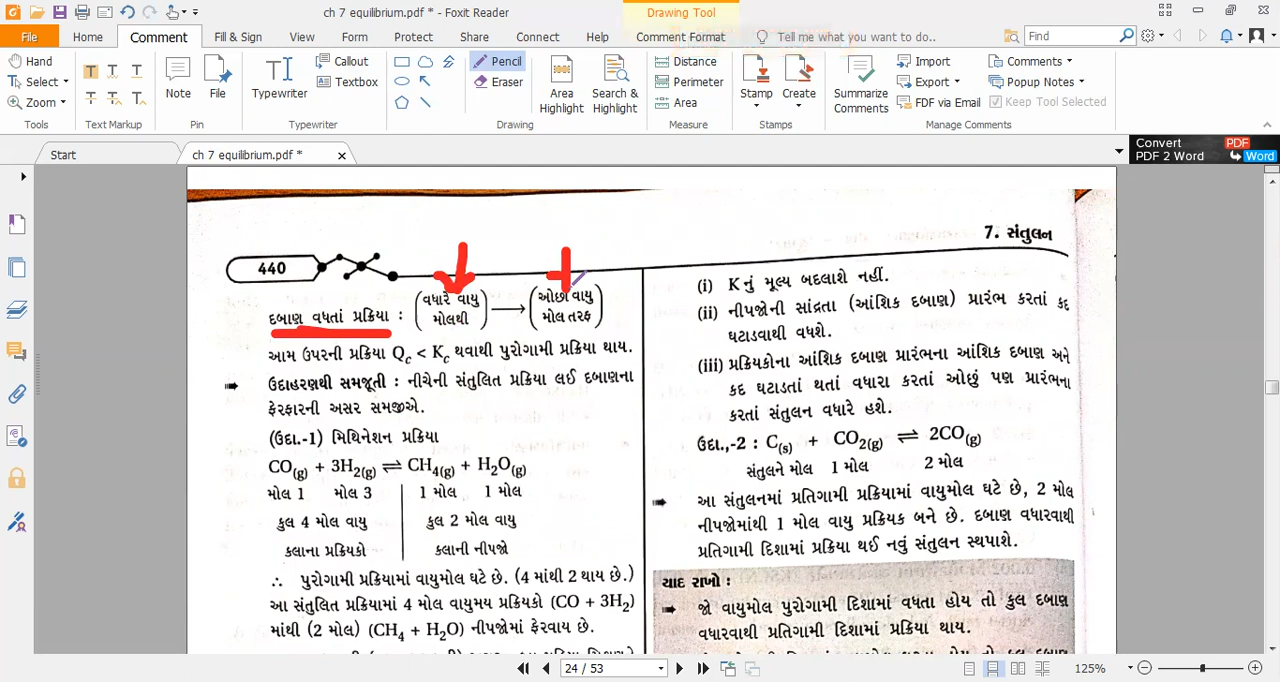 ch 7 equilibrium.pdf * - Foxit Reader
Drawing Tool
File Home Comment Fill & Sign View Form Protect Share Connect Help Comment Format Tell me what you want to do.. Find
Hand
Select
Zoom
Tools
Text Markup
Note
File
Pin
Typewriter
Callout
Textbox
Typewriter
Pencil
Eraser
Area Highlight
Search & Highlight
Drawing
Distance
Perimeter
Area
Measure
Stamp
Create
Stamps
Summarize Comments
Import
Export
FDF via Email
Comments
Popup Notes
Keep Tool Selected
Manage Comments
Start
ch 7 equilibrium.pdf *
Convert PDF
PDF 2 Word Word
7. સંતુલન
440
દબાણ વધતાં પ્રક્રિયા : (વધારે વાયુ મોલથી) ⟶ (ઓછા વાયુ મોલ તરફ)
આમ ઉપરની પ્રક્રિયા Qc < Kc થવાથી પુરોગામી પ્રક્રિયા થાય.
ઉદાહરણથી સમજૂતી : નીચેની સંતુલિત પ્રક્રિયા લઈ દબાણના
ફેરફારની અસર સમજીએ.
(ઉદા.-1) મિથિનેશન પ્રક્રિયા
CO(g) + 3H2(g) ⇌ CH4(g) + H2O(g)
મોલ 1 મોલ 3 1 મોલ 1 મોલ
કુલ 4 મોલ વાયુ કુલ 2 મોલ વાયુ
કલાના પ્રક્રિયકો કલાની નીપજો
∴ પુરોગામી પ્રક્રિયામાં વાયુમોલ ઘટે છે. (4 માંથી 2 થાય છે.)
આ સંતુલિત પ્રક્રિયામાં 4 મોલ વાયુમય પ્રક્રિયકો (CO + 3H2)
માંથી (2 મોલ) (CH4 + H2O) નીપજોમાં ફેરવાય છે.
(i) K નું મૂલ્ય બદલાશે નહીં.
(ii) નીપજોની સાંદ્રતા (આંશિક દબાણ) પ્રારંભ કરતાં કદ
ઘટાડવાથી વધશે.
(iii) પ્રક્રિયકોના આંશિક દબાણ પ્રારંભના આંશિક દબાણ અને
કદ ઘટાડતાં થતાં વધારા કરતાં ઓછું પણ પ્રારંભના
કરતાં સંતુલન વધારે હશે.
ઉદા.,-2 : C(s) + CO2(g) ⇌ 2CO(g)
સંતુલને મોલ 1 મોલ 2 મોલ
આ સંતુલનમાં પ્રતિગામી પ્રક્રિયામાં વાયુમોલ ઘટે છે, 2 મોલ
નીપજોમાંથી 1 મોલ વાયુ પ્રક્રિયક બને છે. દબાણ વધારવાથી
પ્રતિગામી દિશામાં પ્રક્રિયા થઈ નવું સંતુલન સ્થપાશે.
યાદ રાખો :
જો વાયુમોલ પુરોગામી દિશામાં વધતા હોય તો કુલ દબાણ
વધારવાથી પ્રતિગામી દિશામાં પ્રક્રિયા થાય.
24 / 53
125%